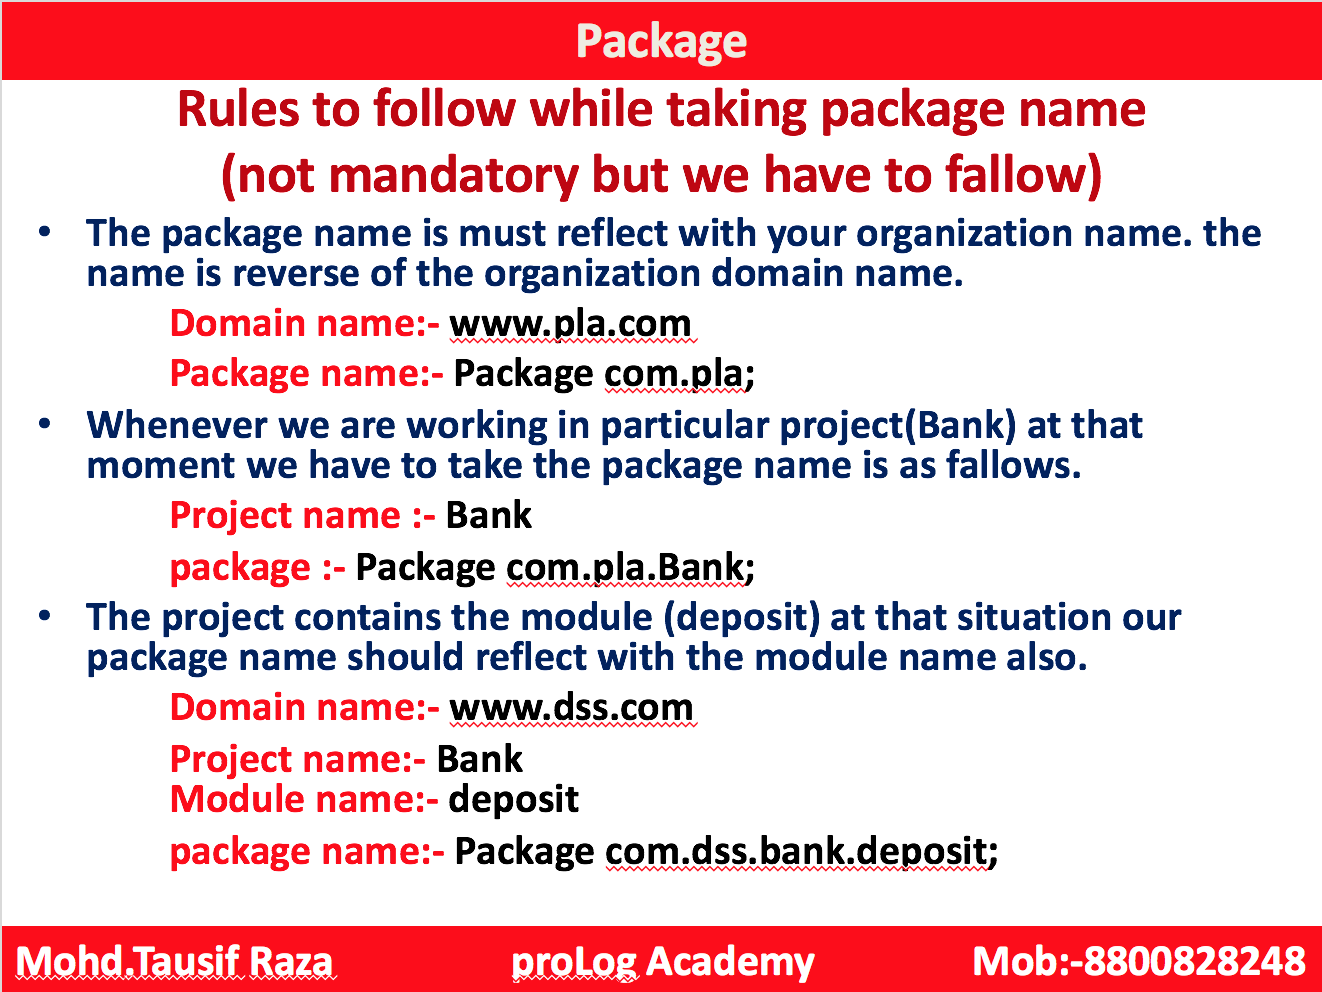 Package
Rules to follow while taking package name
(not mandatory but we have to fallow)
• The package name is must reflect with your organization name. the
name is reverse of the organization domain name.
Domain name:- www.pla.com
Package name:- Package com.pla;
• Whenever we are working in particular project(Bank) at that
moment we have to take the package name is as fallows.
Project name :- Bank
package :- Package com.pla.Bank;
• The project contains the module (deposit) at that situation our
package name should reflect with the module name also.
Domain name:- www.dss.com
Project name:- Bank
Module name:- deposit
package name:- Package com.dss.bank.deposit;
Mohd.Tausif Raza proLog Academy Mob:-8800828248